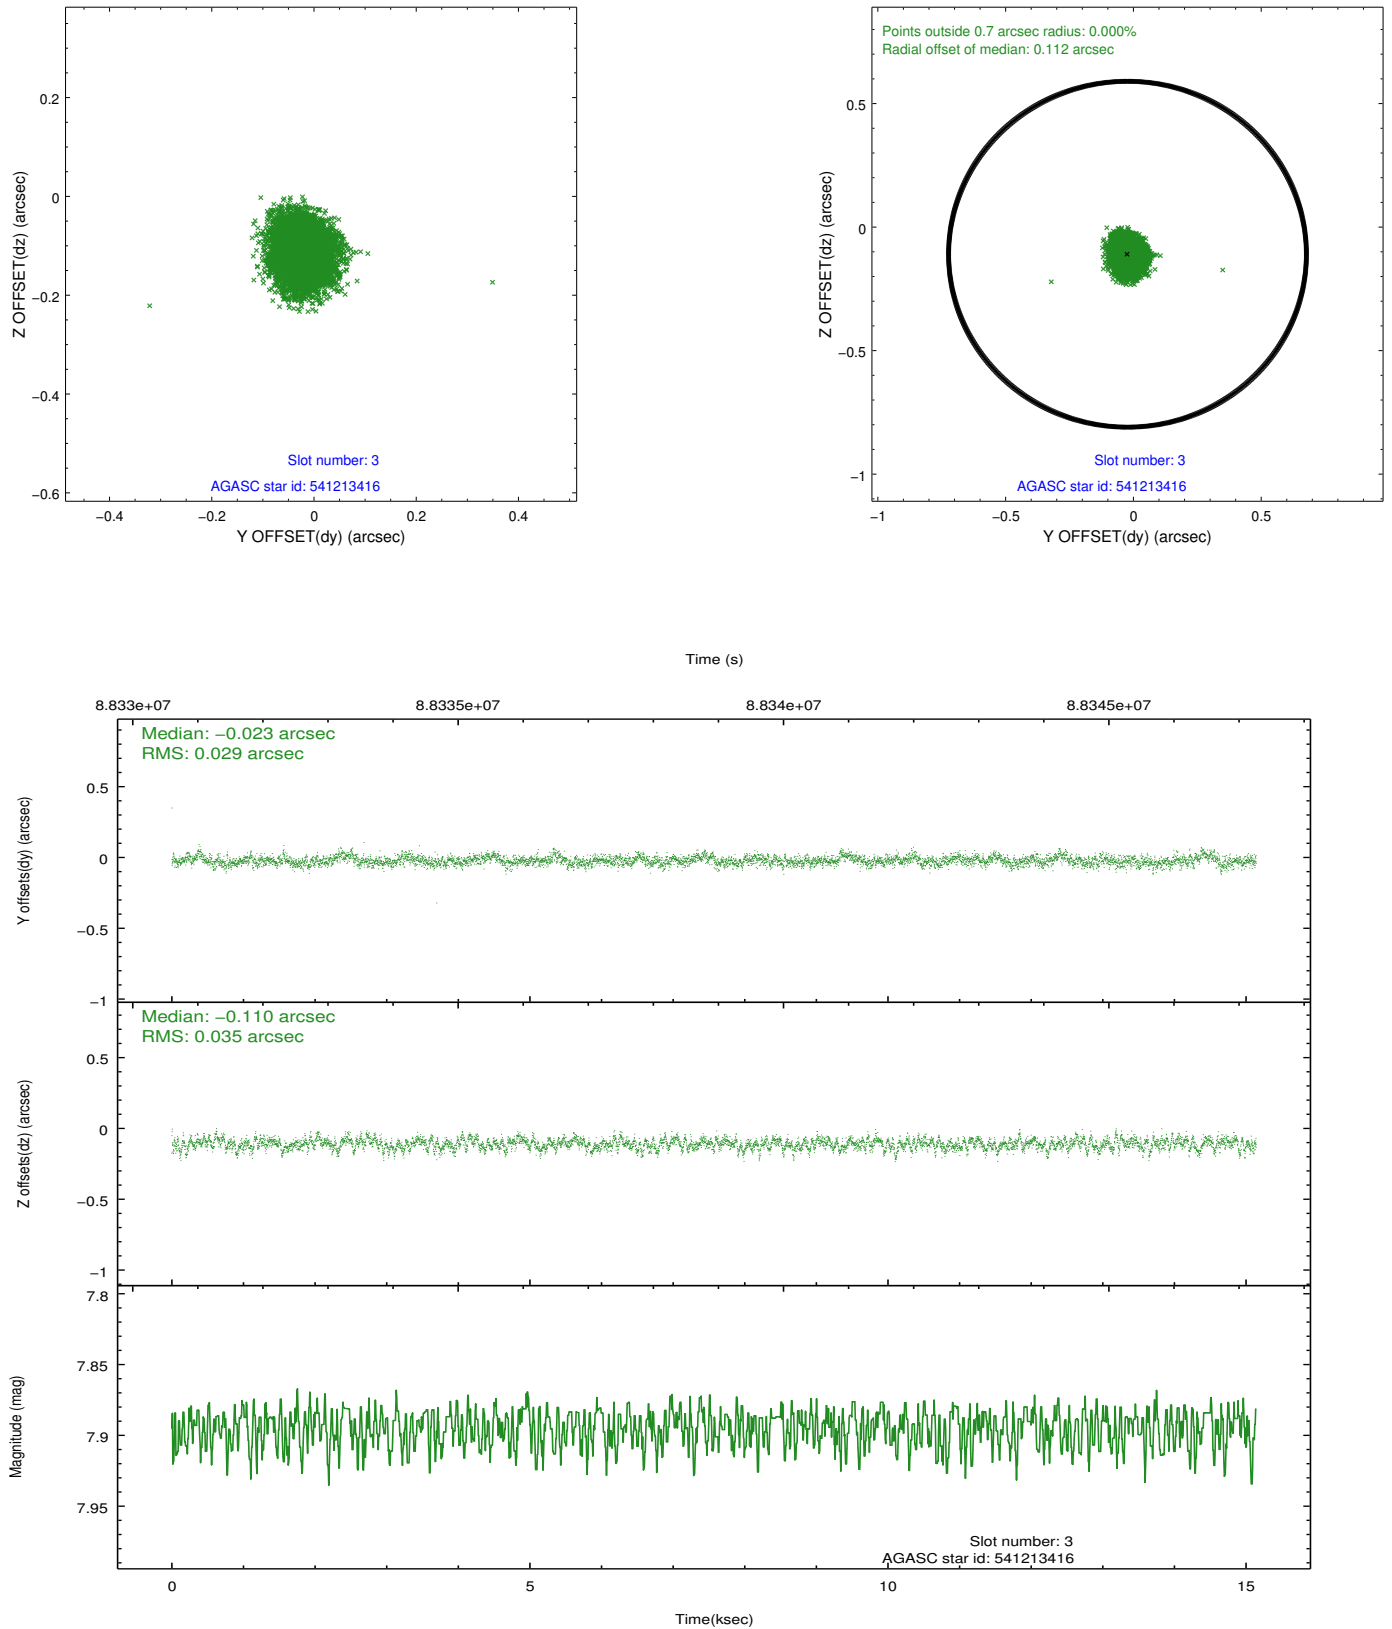 0.2
0
−0.2
−0.4
−0.6
Z OFFSET(dz) (arcsec)
Slot number: 3
AGASC star id: 541213416
−0.4
−0.2
0
0.2
0.4
Y OFFSET(dy) (arcsec)
Points outside 0.7 arcsec radius: 0.000%
Radial offset of median: 0.112 arcsec
0.5
0
−0.5
−1
Z OFFSET(dz) (arcsec)
Slot number: 3
AGASC star id: 541213416
−1
−0.5
0
0.5
Y OFFSET(dy) (arcsec)
Time (s)
8.833e+07
8.8335e+07
8.834e+07
8.8345e+07
Median: −0.023 arcsec
RMS: 0.029 arcsec
0.5
0
−0.5
−1
Y offsets(dy) (arcsec)
Median: −0.110 arcsec
RMS: 0.035 arcsec
0.5
0
−0.5
−1
Z offsets(dz) (arcsec)
7.8
7.85
7.9
7.95
Magnitude (mag)
Slot number: 3
AGASC star id: 541213416
0
5
10
15
Time(ksec)